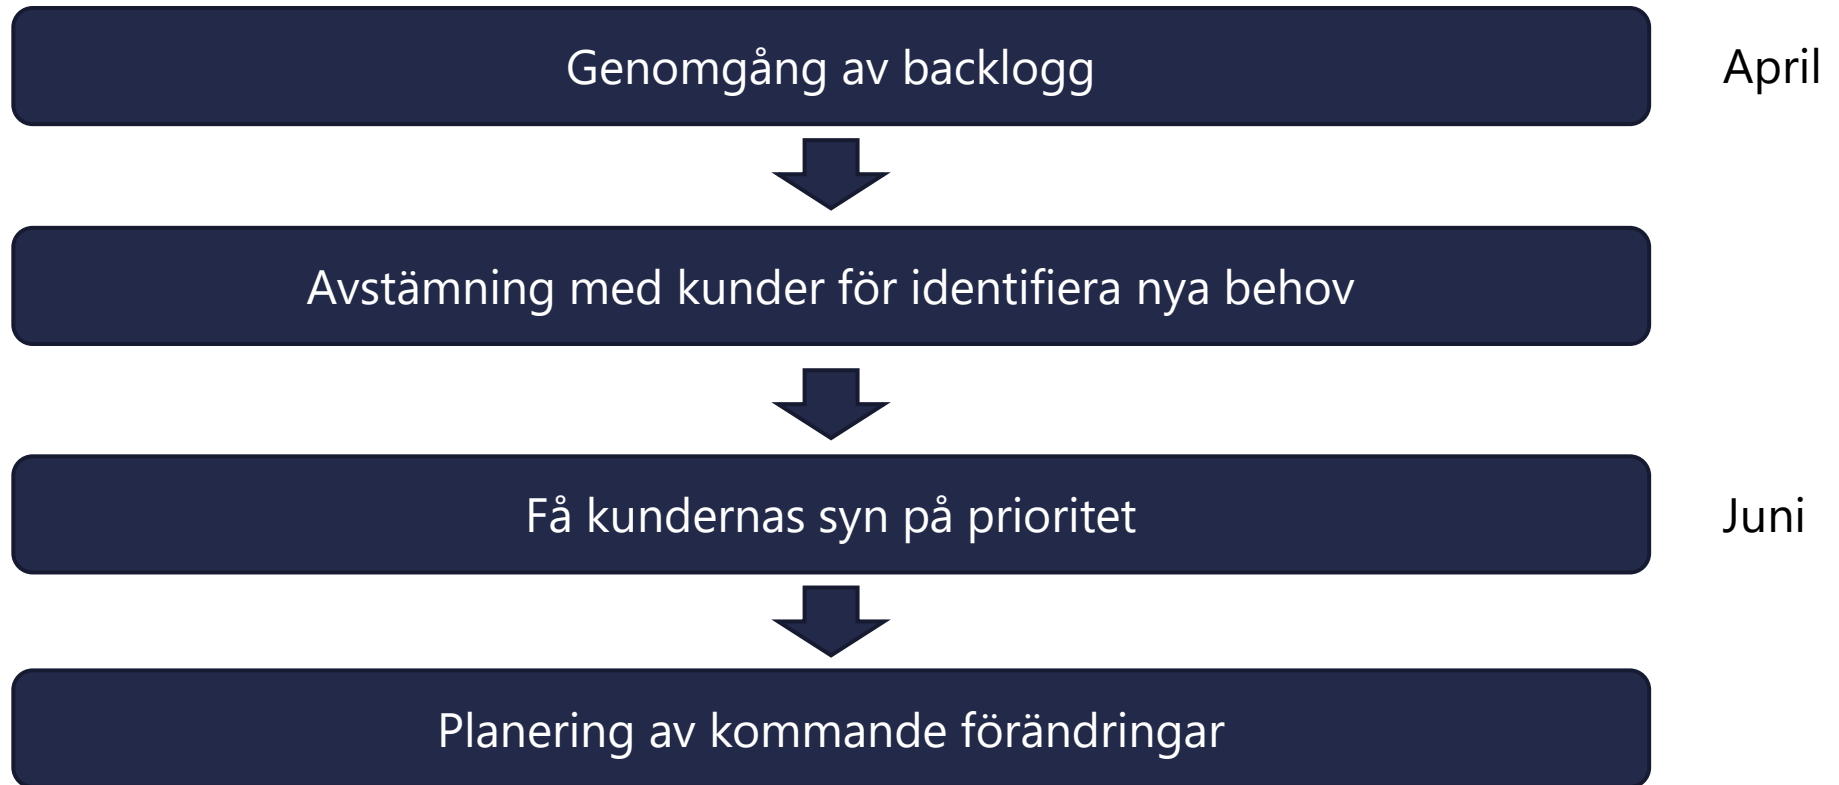 Genomgång av backlogg
April
Avstämning med kunder för identifiera nya behov
Få kundernas syn på prioritet
Juni
Planering av kommande förändringar